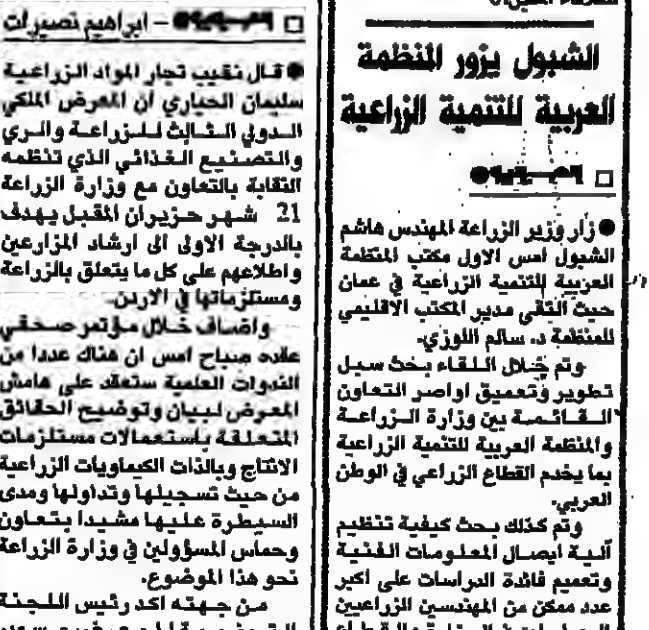 الشبول يزور المنظمة
العربية للتنمية الزراعية
● زار وزير الزراعة المهندس هاشم
الشبول امس الاول مكتب المنظمة
العربية للتنمية الزراعية في عمان
حيث التقى مدير المكتب الاقليمي
للمنظمة د. سالم اللوزي.
وتم خلال اللقاء بحث سبل
تطوير وتعميق اواصر التعاون
القائمة بين وزارة الزراعة
والمنظمة العربية للتنمية الزراعية
بما يخدم القطاع الزراعي في الوطن
العربي.
وتم كذلك بحث كيفية تنظيم
آلية ايصال المعلومات الفنية
وتعميم فائدة الدراسات على اكبر
عدد ممكن من المهندسين الزراعيين
□ – ابراهيم نصيرات
● قال نقيب تجار المواد الزراعية
سليمان الحياري ان المعرض الملكي
الدولي الثالث للزراعة والري
والتصنيع الغذائي الذي تنظمه
النقابة بالتعاون مع وزارة الزراعة
21 شهر حزيران المقبل يهدف
بالدرجة الاولى الى ارشاد المزارعين
واطلاعهم على كل ما يتعلق بالزراعة
ومستلزماتها في الاردن.
واضاف خلال مؤتمر صحفي
عقده صباح امس ان هناك عددا من
الندوات العلمية ستعقد على هامش
المعرض لبيان وتوضيح الحقائق
المتعلقة باستعمالات مستلزمات
الانتاج وبالذات الكيماويات الزراعية
من حيث تسجيلها وتداولها ومدى
السيطرة عليها مشيدا بتعاون
وحماس المسؤولين في وزارة الزراعة
نحو هذا الموضوع.
من جهته اكد رئيس اللجنة